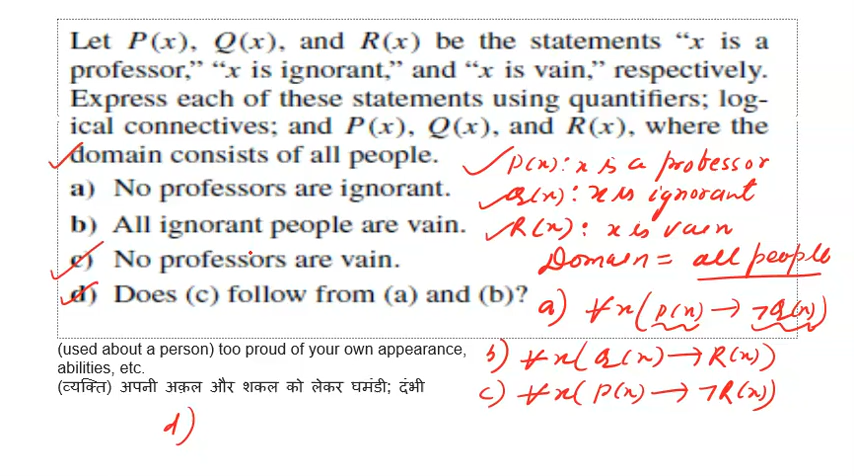 Let P(x), Q(x), and R(x) be the statements “x is a
professor,” “x is ignorant,” and “x is vain,” respectively.
Express each of these statements using quantifiers; log-
ical connectives; and P(x), Q(x), and R(x), where the
domain consists of all people.
a) No professors are ignorant.
b) All ignorant people are vain.
c) No professors are vain.
d) Does (c) follow from (a) and (b)?
P(x): x is a professor
Q(x): x is ignorant
R(x): x is vain
Domain = all people
a) ∀x(P(x) → ¬Q(x))
b) ∀x(Q(x) → R(x))
c) ∀x(P(x) → ¬R(x))
(used about a person) too proud of your own appearance,
abilities, etc.
(व्यक्ति) अपनी अक़ल और शकल को लेकर घमंडी; दंभी
d)